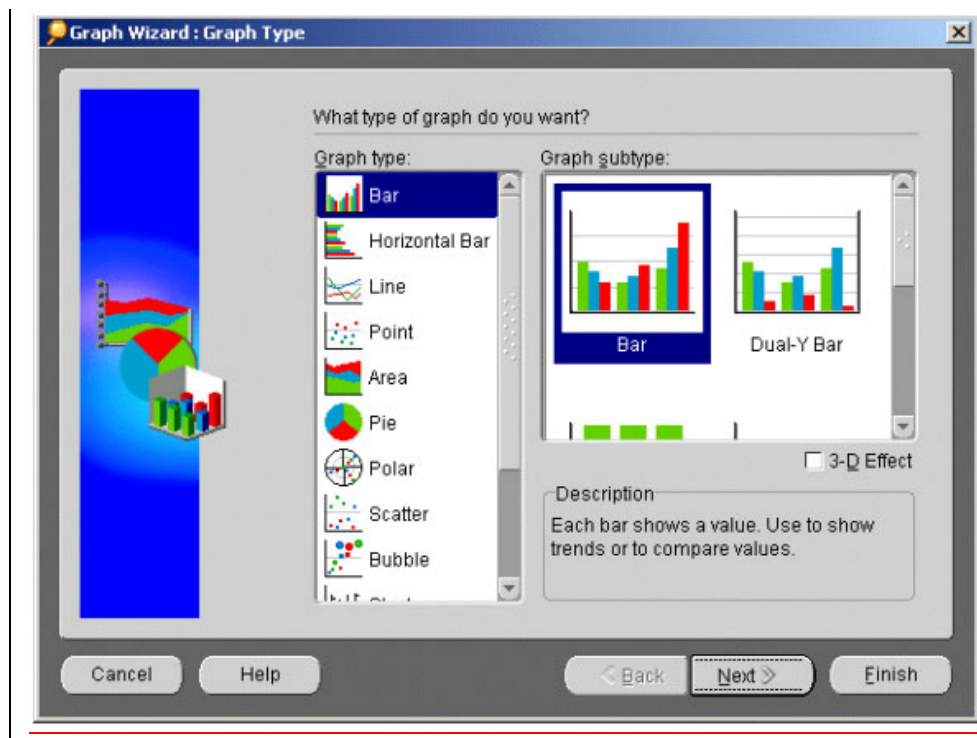 Graph Wizard : Graph Type
What type of graph do you want?
Graph type:
Bar
Horizontal Bar
Line
Point
Area
Pie
Polar
Scatter
Bubble
Graph subtype:
Bar
Dual-Y Bar
3-D Effect
Description
Each bar shows a value. Use to show
trends or to compare values.
Cancel
Help
Back
Next
Finish